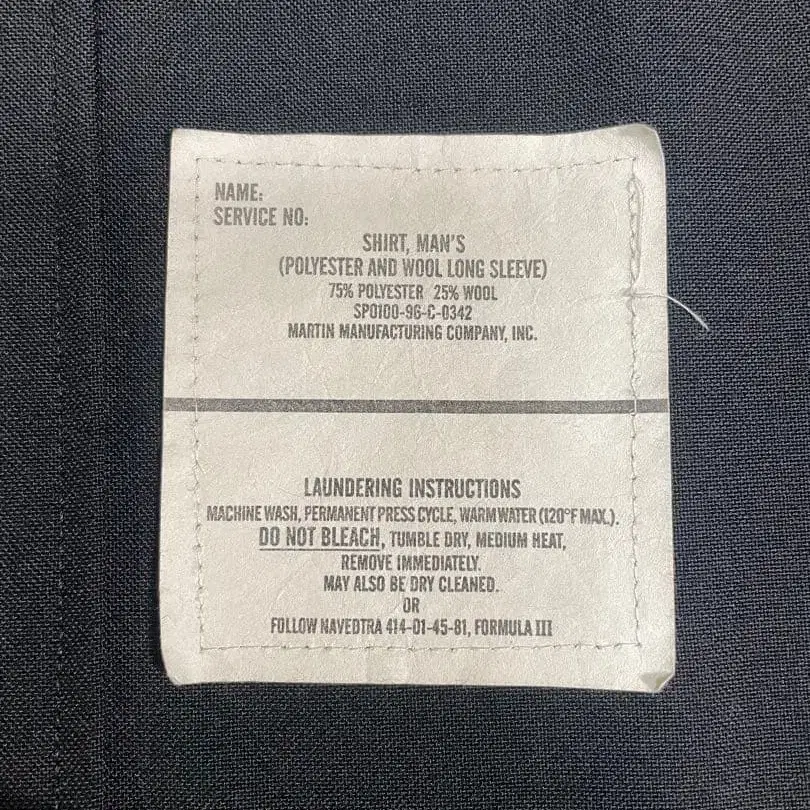 NAME:
SERVICE NO:
SHIRT, MAN'S
(POLYESTER AND WOOL LONG SLEEVE)
75% POLYESTER 25% WOOL
SPO100-96-C-0342
MARTIN MANUFACTURING COMPANY, INC.
LAUNDERING INSTRUCTIONS
MACHINE WASH, PERMANENT PRESS CYCLE, WARM WATER (120°F MAX.).
DO NOT BLEACH, TUMBLE DRY, MEDIUM HEAT,
REMOVE IMMEDIATELY.
MAY ALSO BE DRY CLEANED.
OR
FOLLOW NAVEDTRA 414-01-45-81, FORMULA III